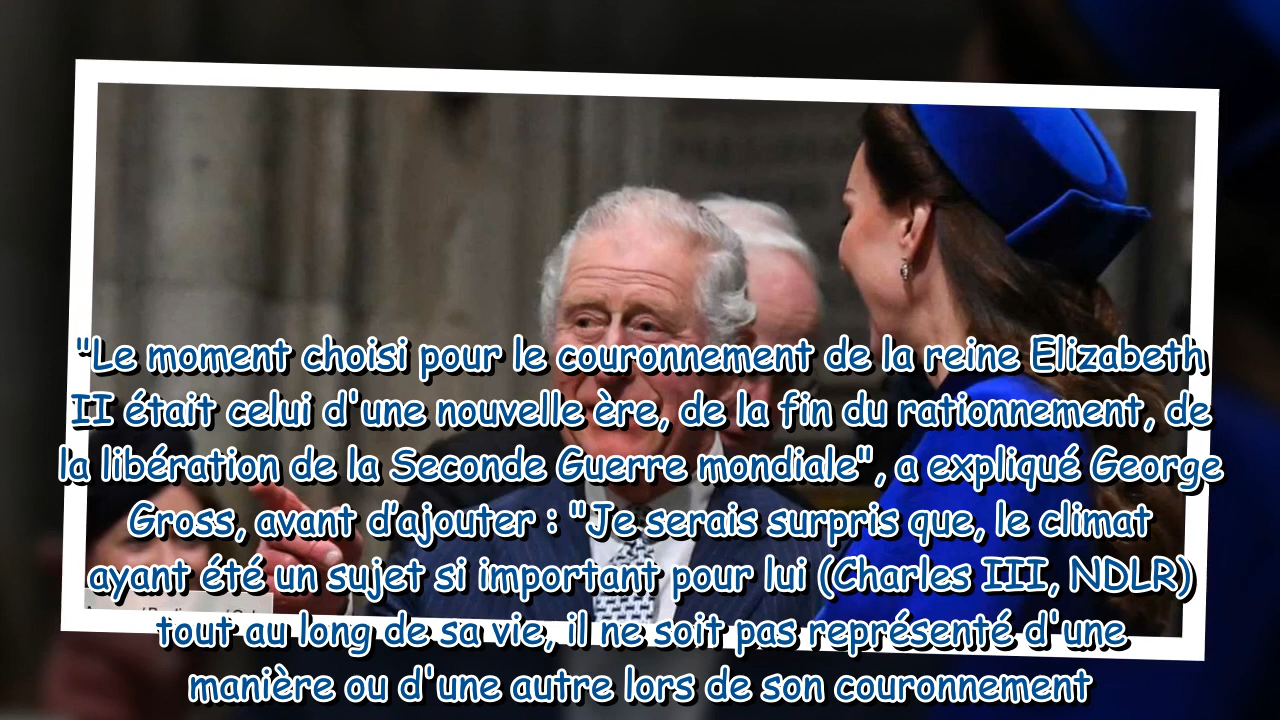 "Le moment choisi pour le couronnement de la reine Elizabeth
II était celui d'une nouvelle ère, de la fin du rationnement, de
la libération de la Seconde Guerre mondiale", a expliqué George
Gross, avant d'ajouter : "Je serais surpris que, le climat
ayant été un sujet si important pour lui (Charles III, NDLR)
tout au long de sa vie, il ne soit pas représenté d'une
manière ou d'une autre lors de son couronnement